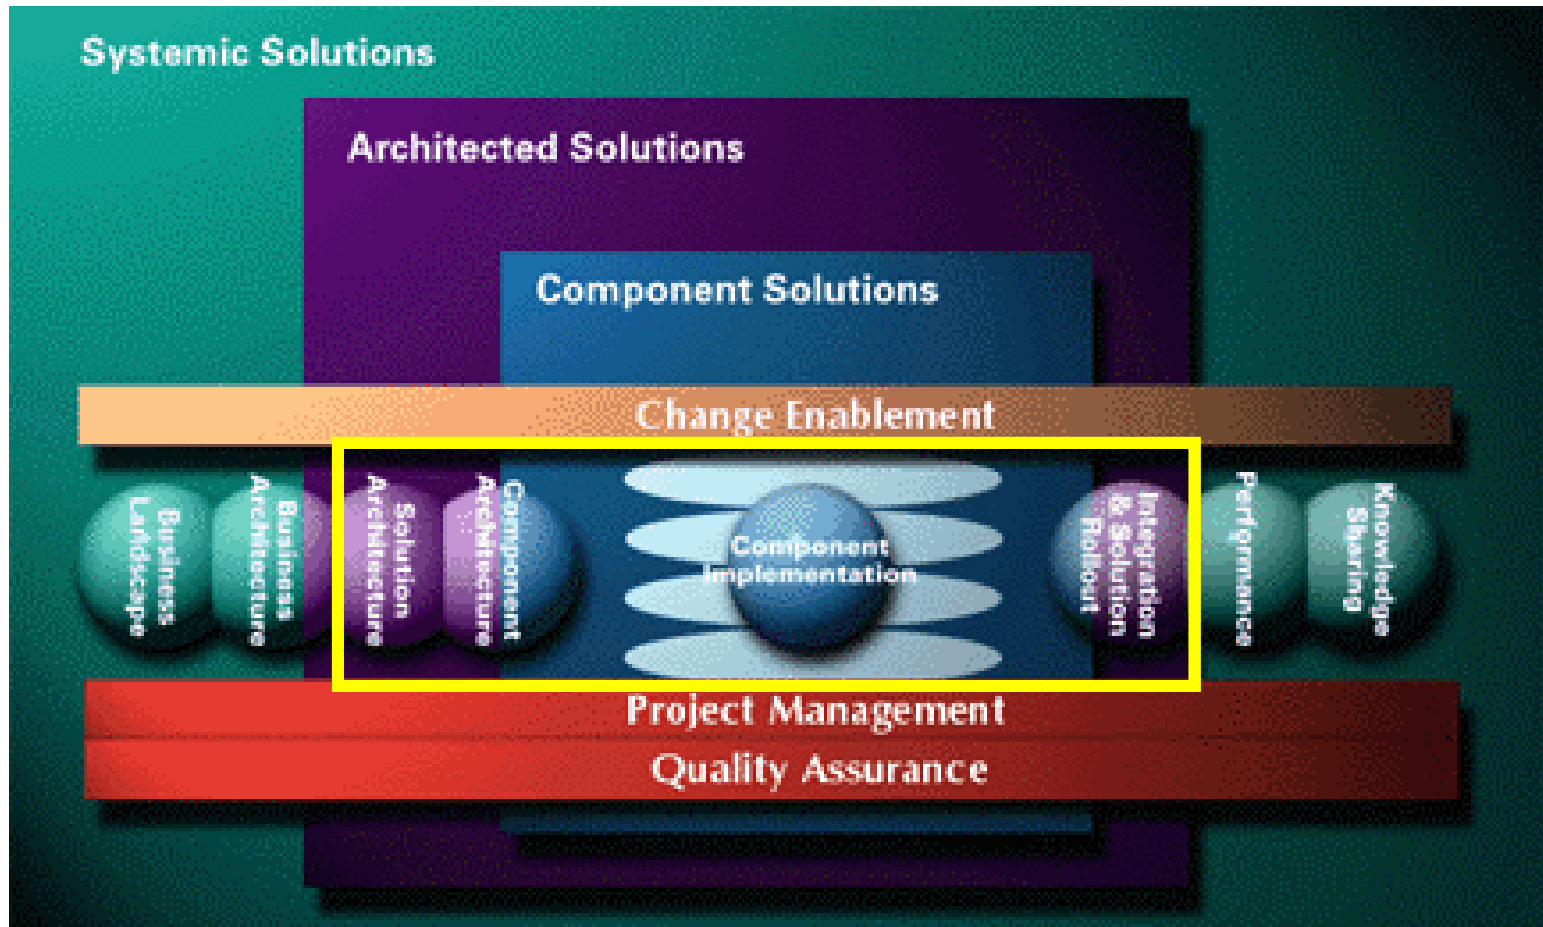 Systemic Solutions
Architected Solutions
Component Solutions
Change Enablement
Business
Landscape
Business
Architecture
Solution
Architecture
Component
Architecture
Component
Implementation
Integration
& Solution
Rollout
Performance
Knowledge
Sharing
Project Management
Quality Assurance